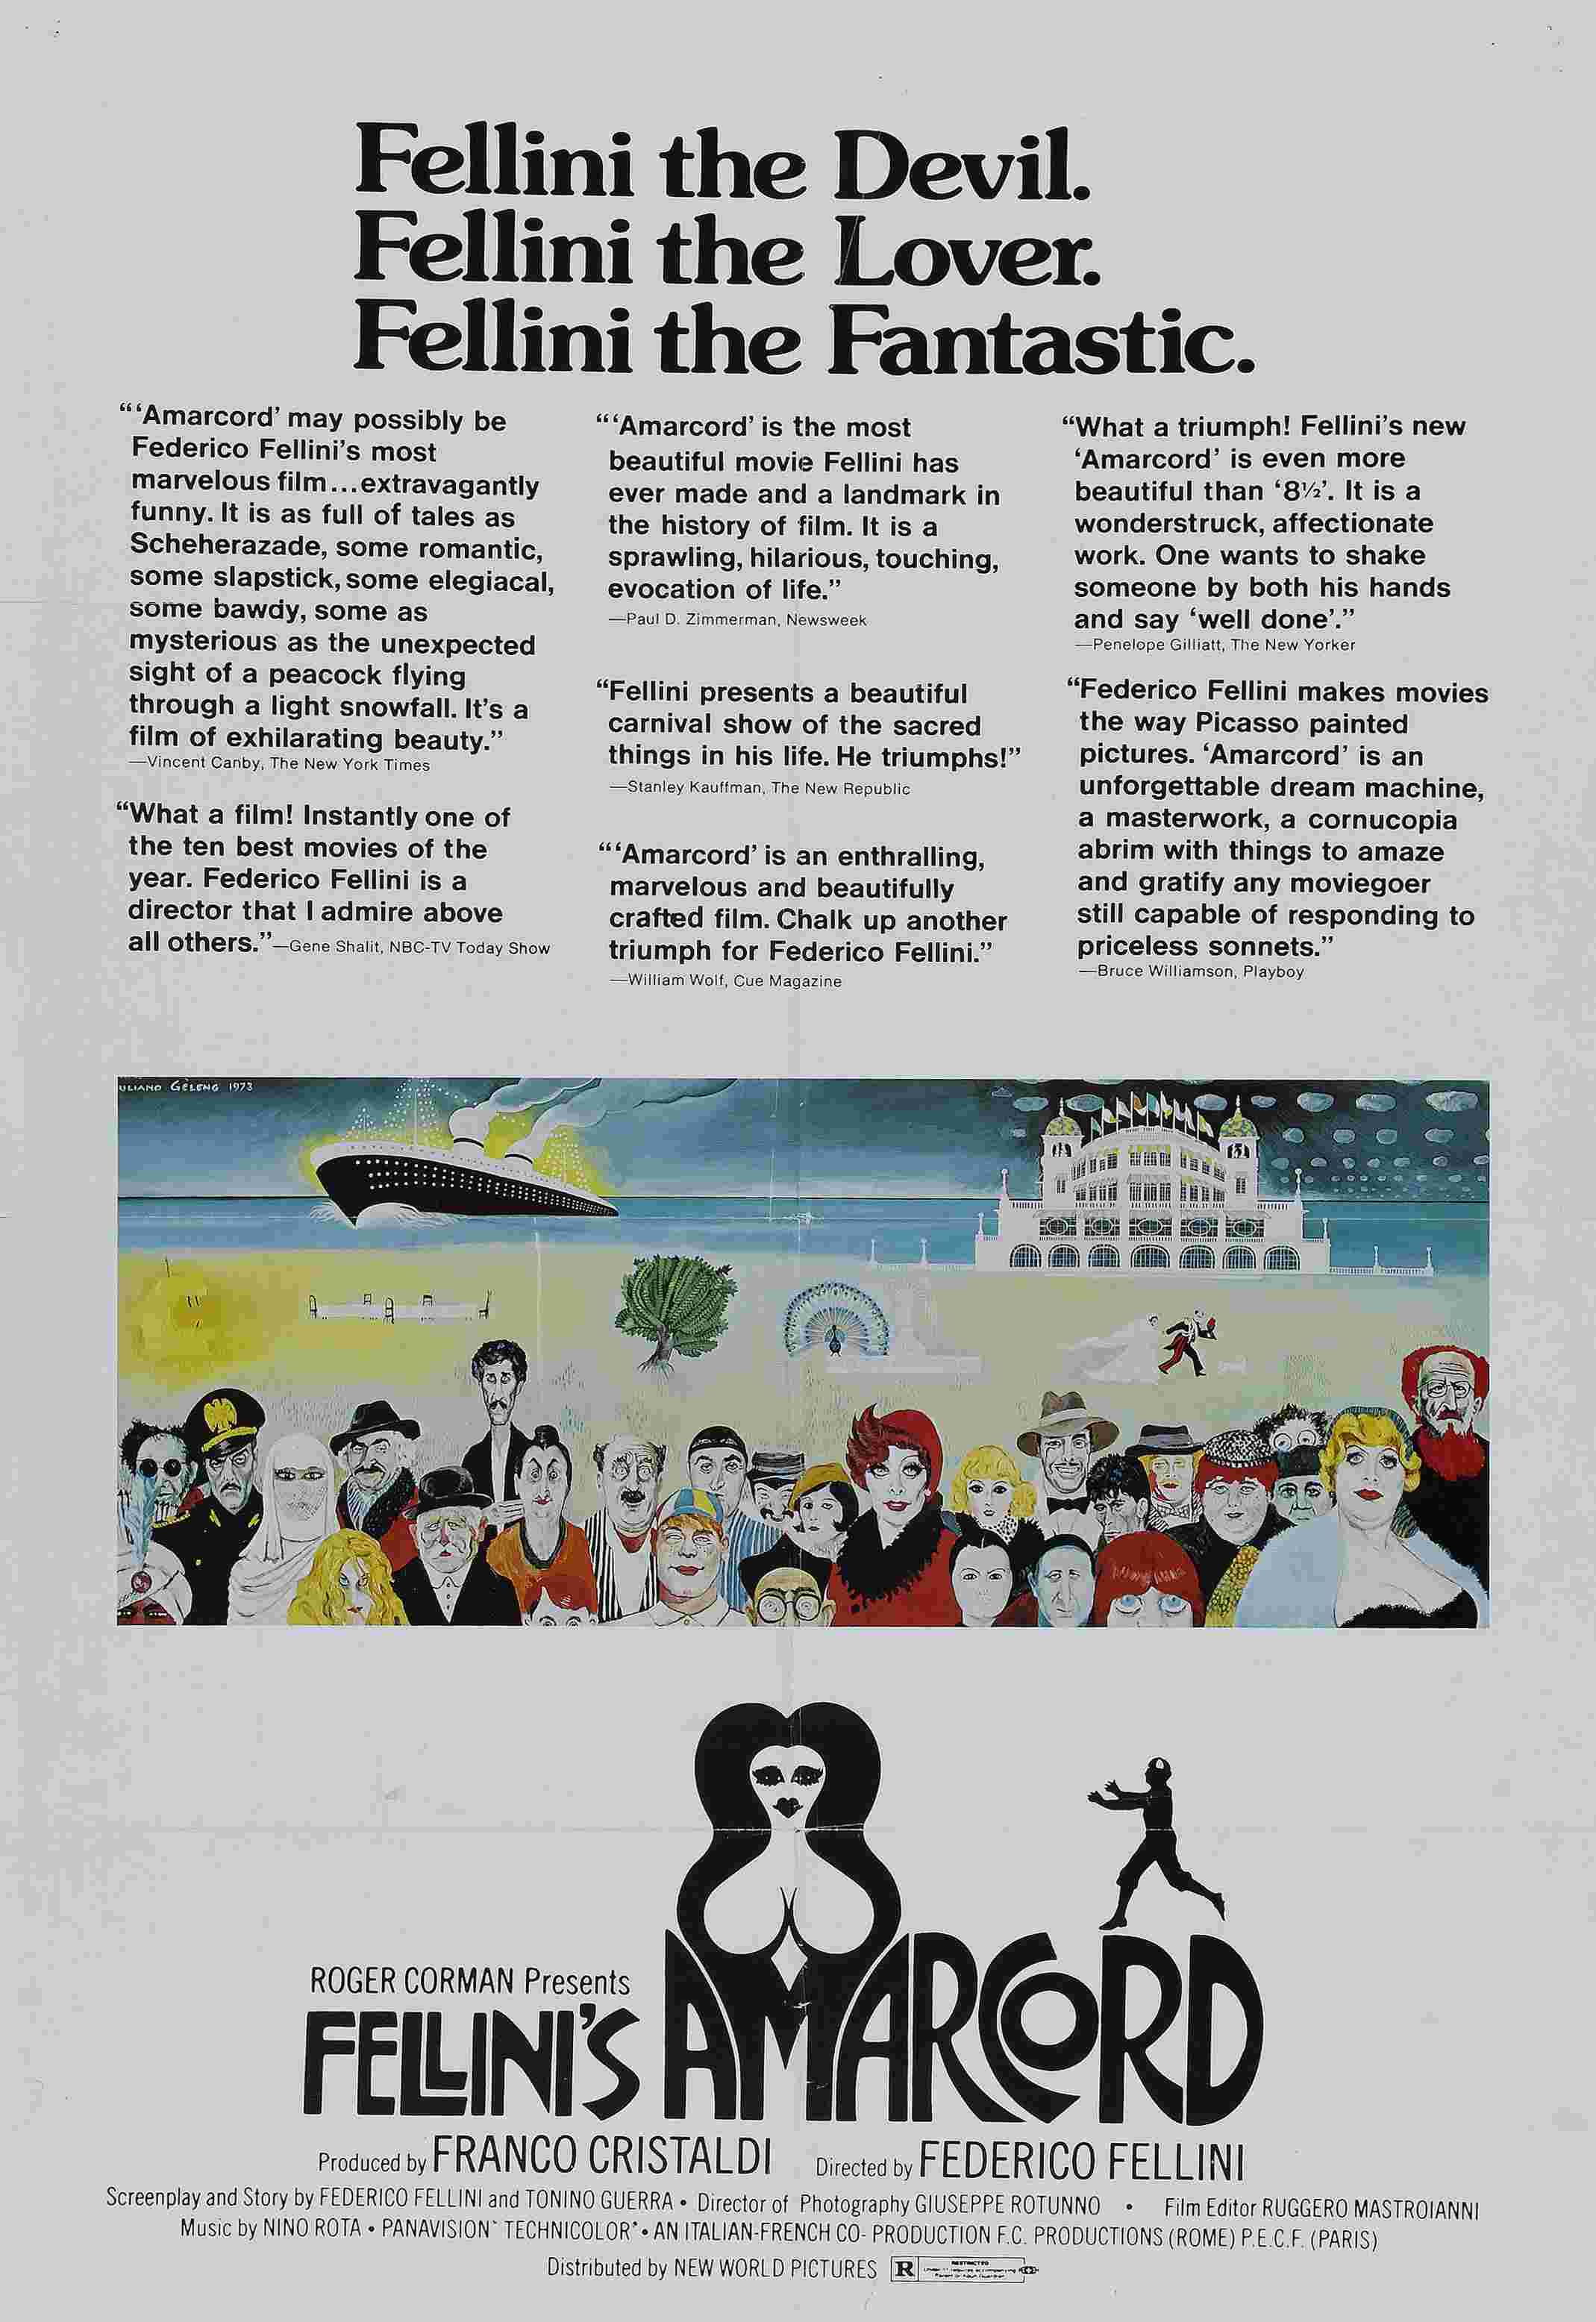 Fellini the Devil.
Fellini the Lover.
Fellini the Fantastic.
“‘Amarcord’ may possibly be
Federico Fellini’s most
marvelous film...extravagantly
funny. It is as full of tales as
Scheherazade, some romantic,
some slapstick, some elegiacal,
some bawdy, some as
mysterious as the unexpected
sight of a peacock flying
through a light snowfall. It’s a
film of exhilarating beauty.”
—Vincent Canby, The New York Times
“What a film! Instantly one of
the ten best movies of the
year. Federico Fellini is a
director that I admire above
all others.”—Gene Shalit, NBC-TV Today Show
“‘Amarcord’ is the most
beautiful movie Fellini has
ever made and a landmark in
the history of film. It is a
sprawling, hilarious, touching,
evocation of life.”
—Paul D. Zimmerman, Newsweek
“Fellini presents a beautiful
carnival show of the sacred
things in his life. He triumphs!”
—Stanley Kauffman, The New Republic
“‘Amarcord’ is an enthralling,
marvelous and beautifully
crafted film. Chalk up another
triumph for Federico Fellini.”
—William Wolf, Cue Magazine
“What a triumph! Fellini’s new
‘Amarcord’ is even more
beautiful than ‘8½’. It is a
wonderstruck, affectionate
work. One wants to shake
someone by both his hands
and say ‘well done’.”
—Penelope Gilliatt, The New Yorker
“Federico Fellini makes movies
the way Picasso painted
pictures. ‘Amarcord’ is an
unforgettable dream machine,
a masterwork, a cornucopia
abrim with things to amaze
and gratify any moviegoer
still capable of responding to
priceless sonnets.”
—Bruce Williamson, Playboy
ULIANO GELENG 1973
ROGER CORMAN Presents
FELLINI’S AMARCORD
Produced by FRANCO CRISTALDI Directed by FEDERICO FELLINI
Screenplay and Story by FEDERICO FELLINI and TONINO GUERRA • Director of Photography GIUSEPPE ROTUNNO • Film Editor RUGGERO MASTROIANNI
Music by NINO ROTA • PANAVISION TECHNICOLOR • AN ITALIAN-FRENCH CO- PRODUCTION F.C. PRODUCTIONS (ROME) P.E.C.F. (PARIS)
Distributed by NEW WORLD PICTURES R RESTRICTED